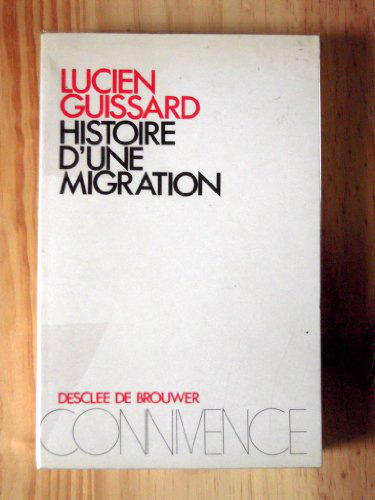 LUCIEN
GUISSARD
HISTOIRE
D'UNE
MIGRATION
DESCLEE DE BROUWER
CONNIVENCE